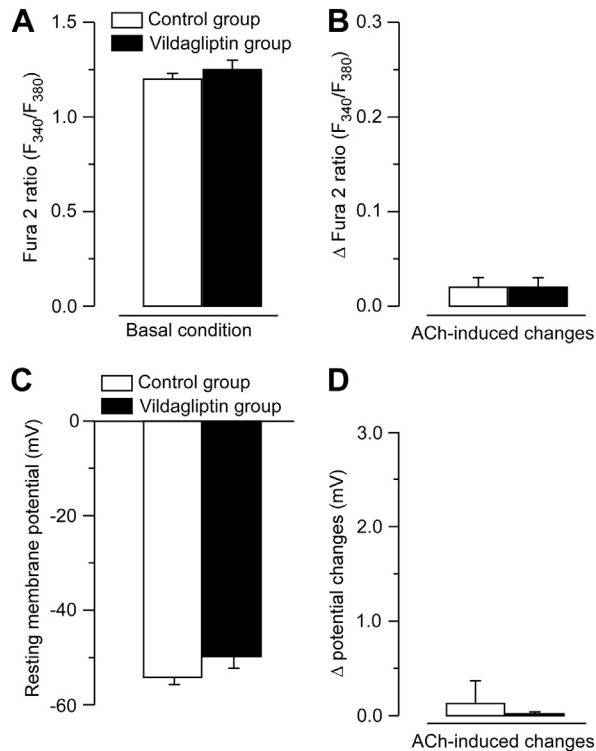 A
Control group
Vildagliptin group
Fura 2 ratio (F340/F380)
1.5
1.0
0.5
0.0
Basal condition
B
Δ Fura 2 ratio (F340/F380)
0.3
0.2
0.1
0.0
ACh-induced changes
C
Control group
Vildagliptin group
Resting membrane potential (mV)
0
-20
-40
-60
D
Δ potential changes (mV)
3.0
2.0
1.0
0.0
ACh-induced changes